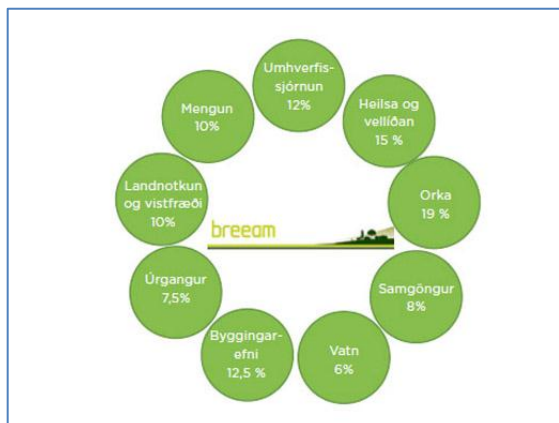 Umhverfis-
sjórnun
12%
Heilsa og
vellíðan
15 %
Orka
19 %
Samgöngur
8%
Vatn
6%
Byggingar-
efni
12,5 %
Úrgangur
7,5%
Landnotkun
og vistfræði
10%
Mengun
10%
breeam